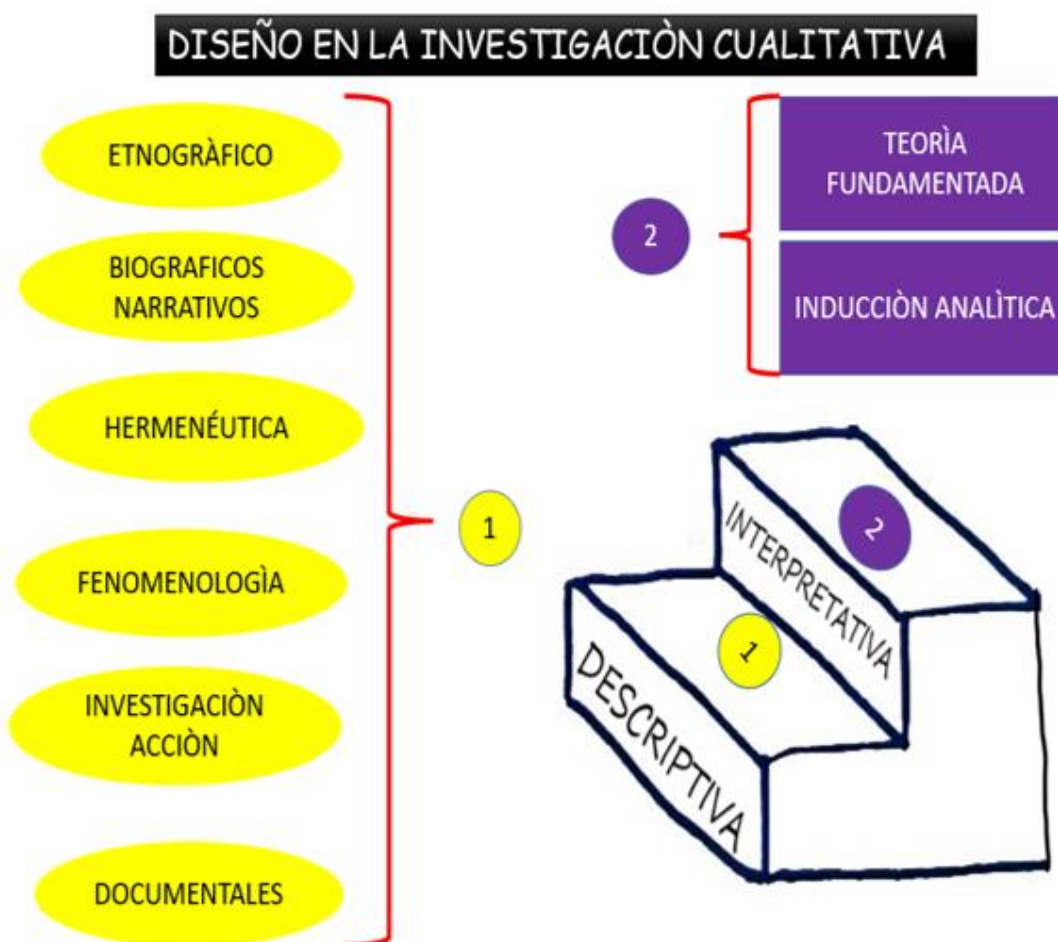 DISEÑO EN LA INVESTIGACIÒN CUALITATIVA
ETNOGRÀFICO
BIOGRAFICOS
NARRATIVOS
HERMENÉUTICA
FENOMENOLOGÌA
INVESTIGACIÒN
ACCIÒN
DOCUMENTALES
1
2
TEORÌA
FUNDAMENTADA
INDUCCIÒN ANALÌTICA
2
INTERPRETATIVA
1
DESCRIPTIVA